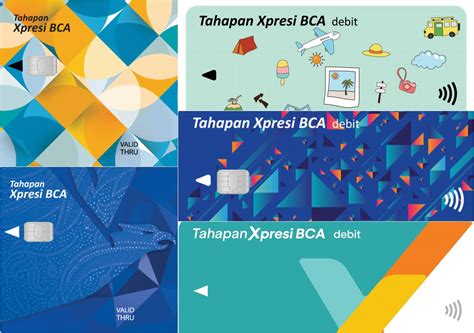 Tahapan
Xpresi BCA
VALID
THRU
Tahapan Xpresi BCA debit
Tahapan Xpresi BCA debit
Tahapan
Xpresi BCA
VALID
THRU
Tahapan Xpresi BCA debit